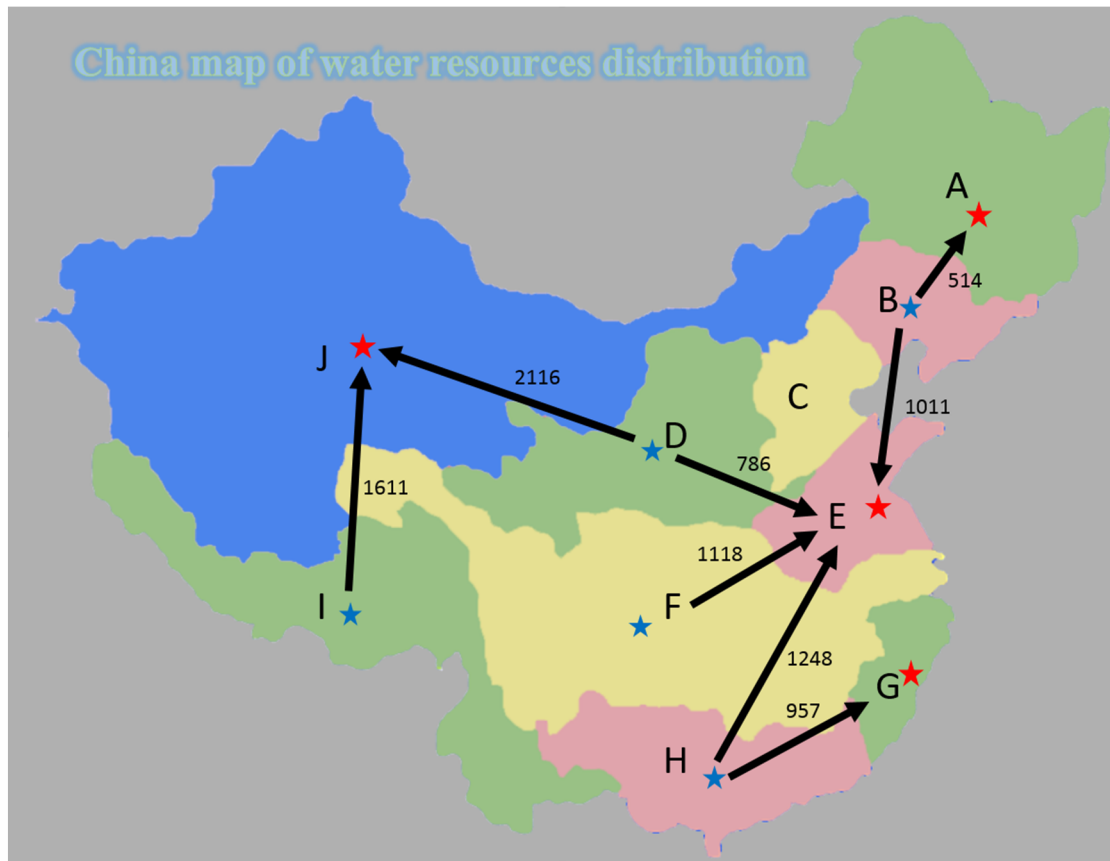 China map of water resources distribution
A
514
B
J
2116
C
1011
D
786
1611
E
1118
I
F
1248
G
957
H